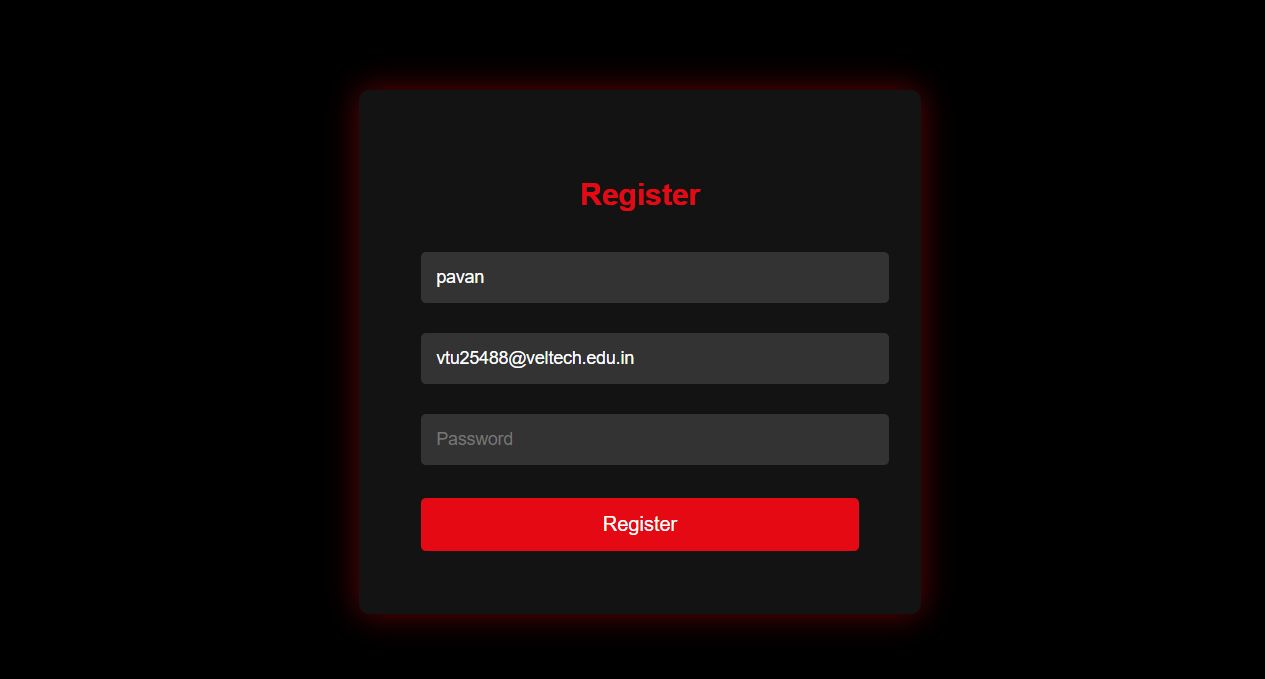 Register
pavan
vtu25488@veltech.edu.in
Password
Register